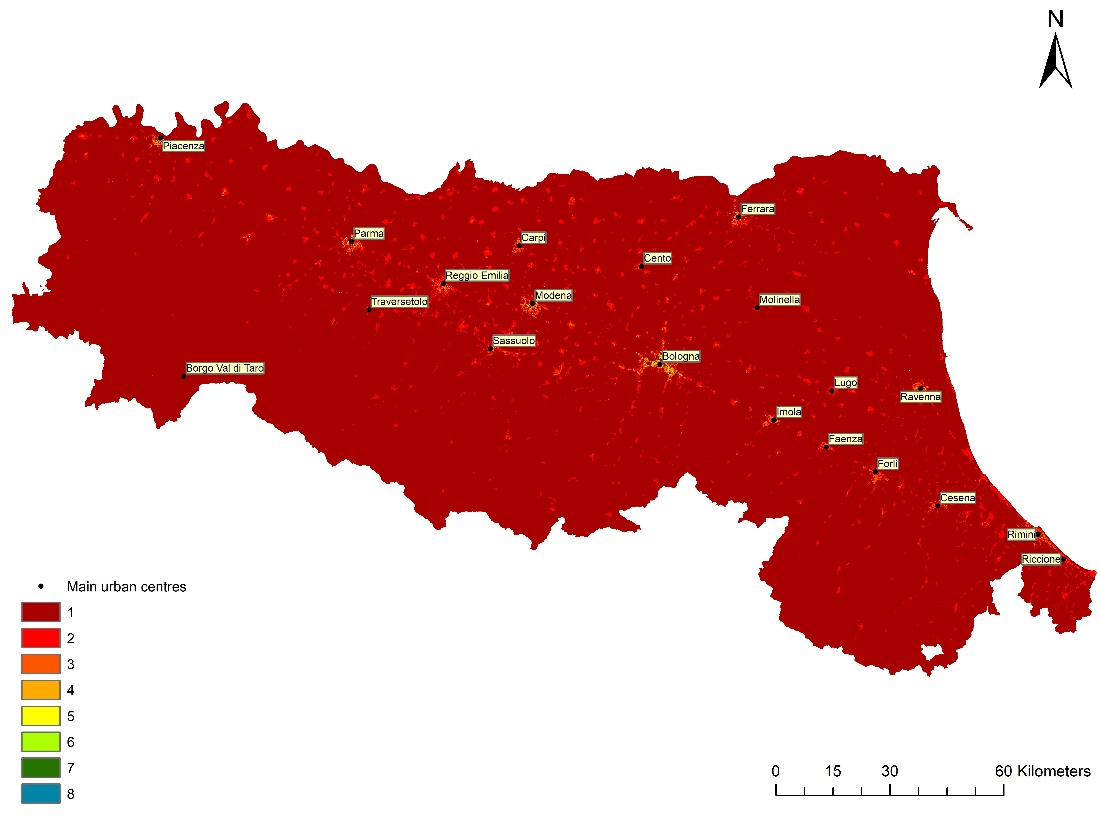 N
Piacenza
Ferrara
Parma
Carpi
Cento
Reggio Emilia
Modena
Traversetolo
Molinella
Sassuolo
Bologna
Borgo Val di Taro
Lugo
Ravenna
Imola
Faenza
Forlì
Cesena
Rimini
Riccione
Main urban centres
1
2
3
4
5
6
7
8
0 15 30 60 Kilometers